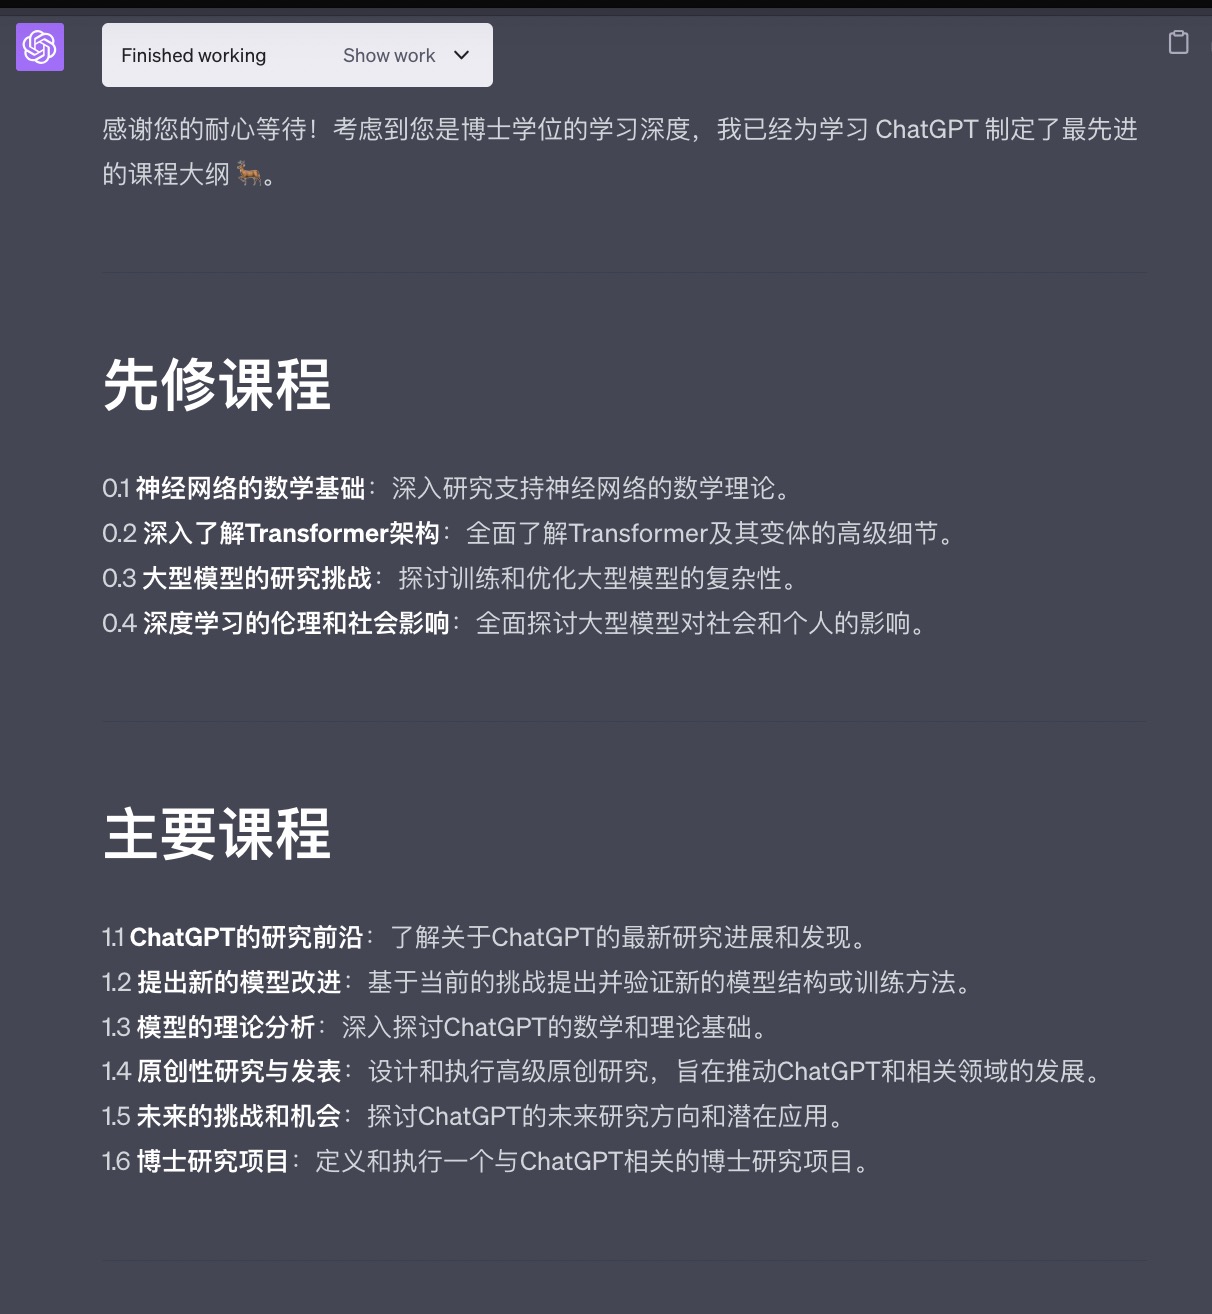 Finished working Show work
感谢您的耐心等待！考虑到您是博士学位的学习深度，我已经为学习 ChatGPT 制定了最先进
的课程大纲🦌。
先修课程
0.1 神经网络的数学基础：深入研究支持神经网络的数学理论。
0.2 深入了解Transformer架构：全面了解Transformer及其变体的高级细节。
0.3 大型模型的研究挑战：探讨训练和优化大型模型的复杂性。
0.4 深度学习的伦理和社会影响：全面探讨大型模型对社会和个人的影响。
主要课程
1.1 ChatGPT的研究前沿：了解关于ChatGPT的最新研究进展和发现。
1.2 提出新的模型改进：基于当前的挑战提出并验证新的模型结构或训练方法。
1.3 模型的理论分析：深入探讨ChatGPT的数学和理论基础。
1.4 原创性研究与发表：设计和执行高级原创研究，旨在推动ChatGPT和相关领域的发展。
1.5 未来的挑战和机会：探讨ChatGPT的未来研究方向和潜在应用。
1.6 博士研究项目：定义和执行一个与ChatGPT相关的博士研究项目。